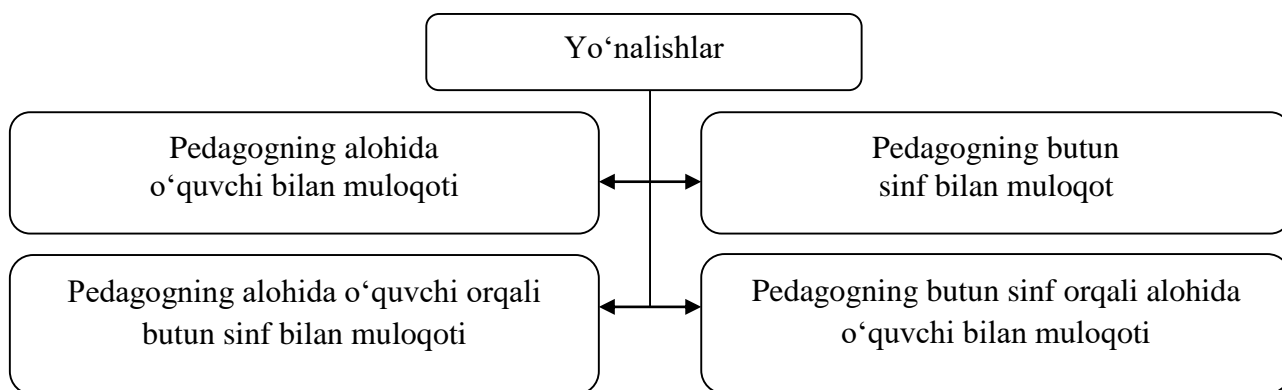 Yo‘nalishlar
Pedagogning alohida
o‘quvchi bilan muloqoti
Pedagogning butun
sinf bilan muloqot
Pedagogning alohida o‘quvchi orqali
butun sinf bilan muloqoti
Pedagogning butun sinf orqali alohida
o‘quvchi bilan muloqoti